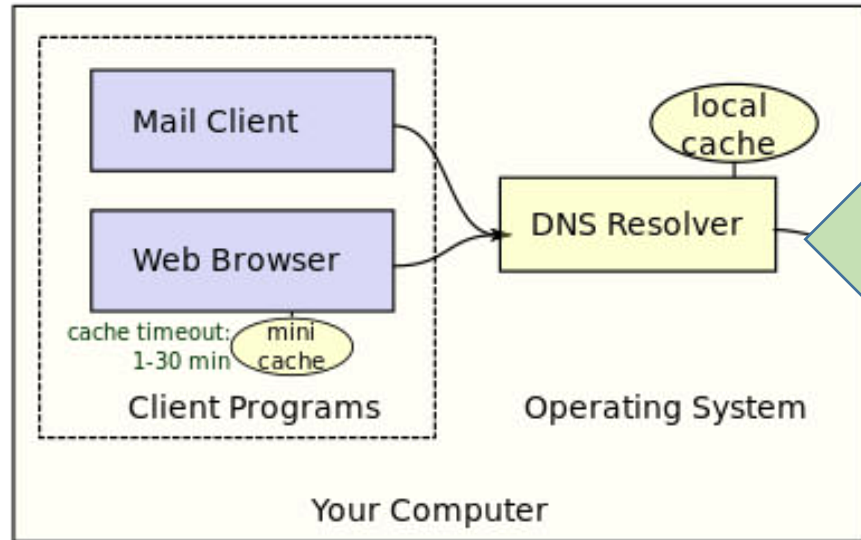 Mail Client
local
cache
DNS Resolver
Web Browser
cache timeout:
1-30 min
mini
cache
Client Programs
Operating System
Your Computer